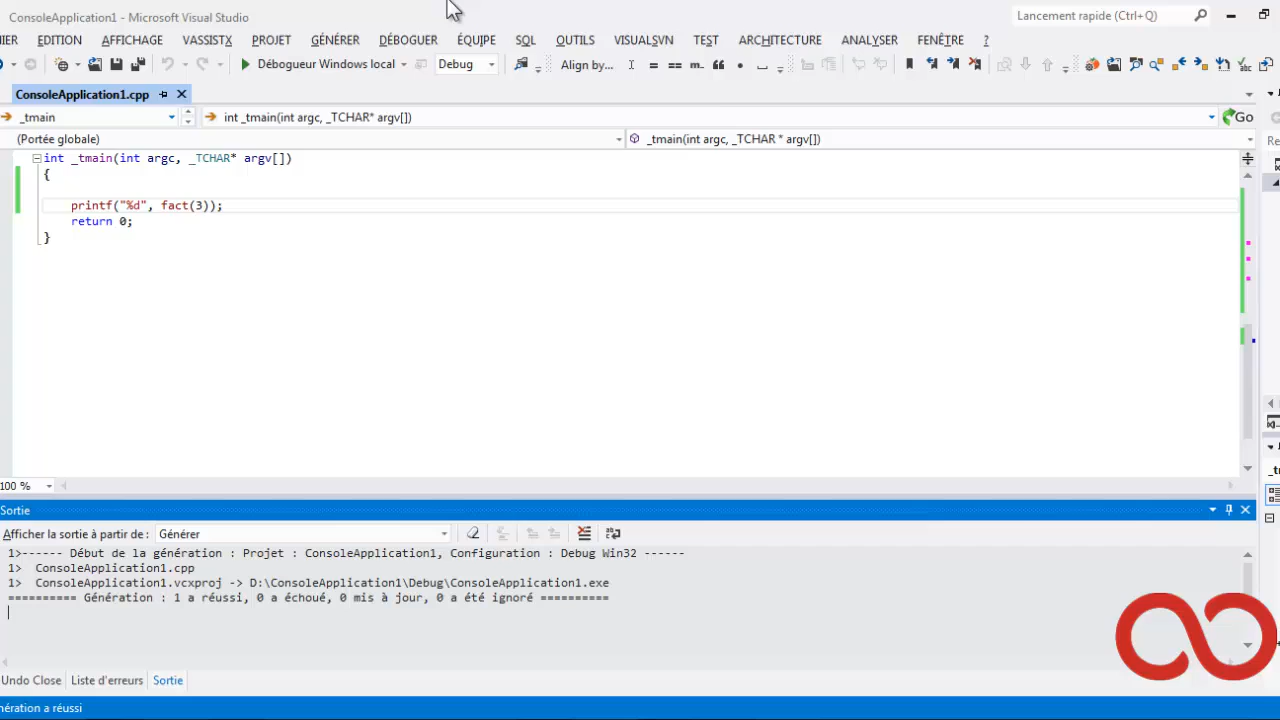 ConsoleApplication1 - Microsoft Visual Studio
Lancement rapide (Ctrl+Q)
IER EDITION AFFICHAGE VASSISTX PROJET GÉNÉRER DÉBOGUER ÉQUIPE SQL OUTILS VISUALSVN TEST ARCHITECTURE ANALYSER FENÊTRE ?
Débogueur Windows local Debug Align by...
ConsoleApplication1.cpp
_tmain int _tmain(int argc, _TCHAR* argv[]) Go
(Portée globale) _tmain(int argc, _TCHAR * argv[])
int _tmain(int argc, _TCHAR* argv[])
{
printf("%d", fact(3));
return 0;
}
100 %
Sortie
Afficher la sortie à partir de : Générer
1>------ Début de la génération : Projet : ConsoleApplication1, Configuration : Debug Win32 ------
1> ConsoleApplication1.cpp
1> ConsoleApplication1.vcxproj -> D:\ConsoleApplication1\Debug\ConsoleApplication1.exe
========== Génération : 1 a réussi, 0 a échoué, 0 mis à jour, 0 a été ignoré ==========
Undo Close Liste d'erreurs Sortie
énération a réussi